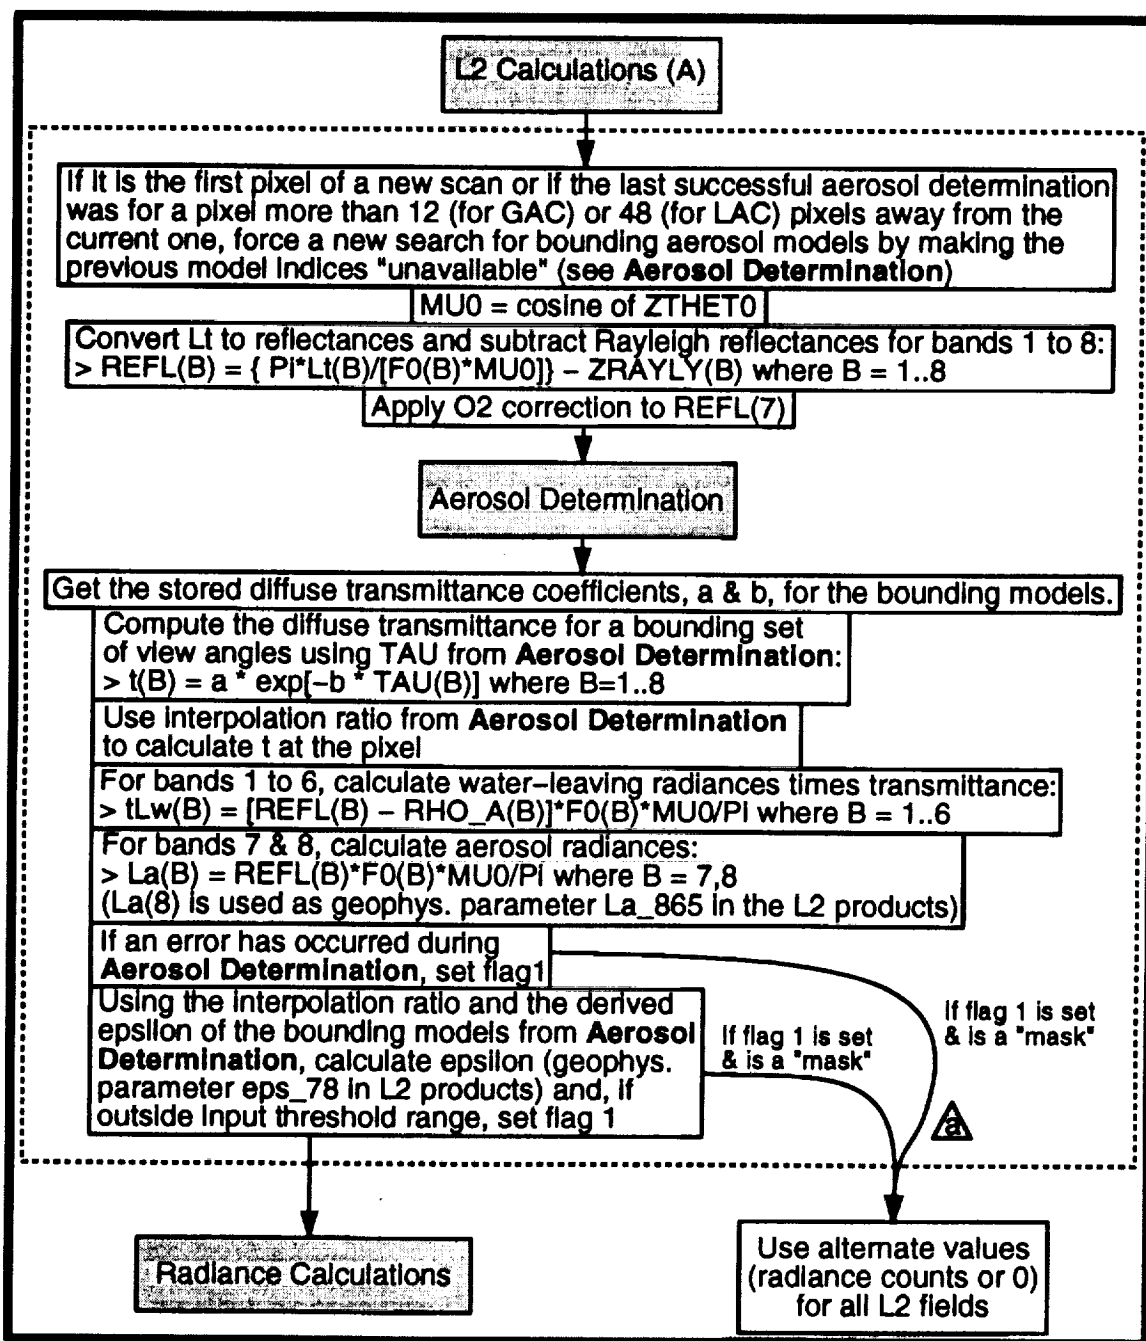 L2 Calculations (A)
If it is the first pixel of a new scan or if the last successful aerosol determination
was for a pixel more than 12 (for GAC) or 48 (for LAC) pixels away from the
current one, force a new search for bounding aerosol models by making the
previous model indices "unavailable" (see Aerosol Determination)
MU0 = cosine of ZTHET0
Convert Lt to reflectances and subtract Rayleigh reflectances for bands 1 to 8:
> REFL(B) = { Pi*Lt(B)/[F0(B)*MU0]} – ZRAYLY(B) where B = 1..8
Apply O2 correction to REFL(7)
Aerosol Determination
Get the stored diffuse transmittance coefficients, a & b, for the bounding models.
Compute the diffuse transmittance for a bounding set
of view angles using TAU from Aerosol Determination:
> t(B) = a * exp[–b * TAU(B)] where B=1..8
Use interpolation ratio from Aerosol Determination
to calculate t at the pixel
For bands 1 to 6, calculate water–leaving radiances times transmittance:
> tLw(B) = [REFL(B) – RHO_A(B)]*F0(B)*MU0/Pi where B = 1..6
For bands 7 & 8, calculate aerosol radiances:
> La(B) = REFL(B)*F0(B)*MU0/Pi where B = 7,8
(La(8) is used as geophys. parameter La_865 in the L2 products)
If an error has occurred during
Aerosol Determination, set flag1
Using the interpolation ratio and the derived
epsilon of the bounding models from Aerosol
Determination, calculate epsilon (geophys.
parameter eps_78 in L2 products) and, if
outside input threshold range, set flag 1
If flag 1 is set
& is a "mask"
If flag 1 is set
& is a "mask"
a
Radiance Calculations
Use alternate values
(radiance counts or 0)
for all L2 fields